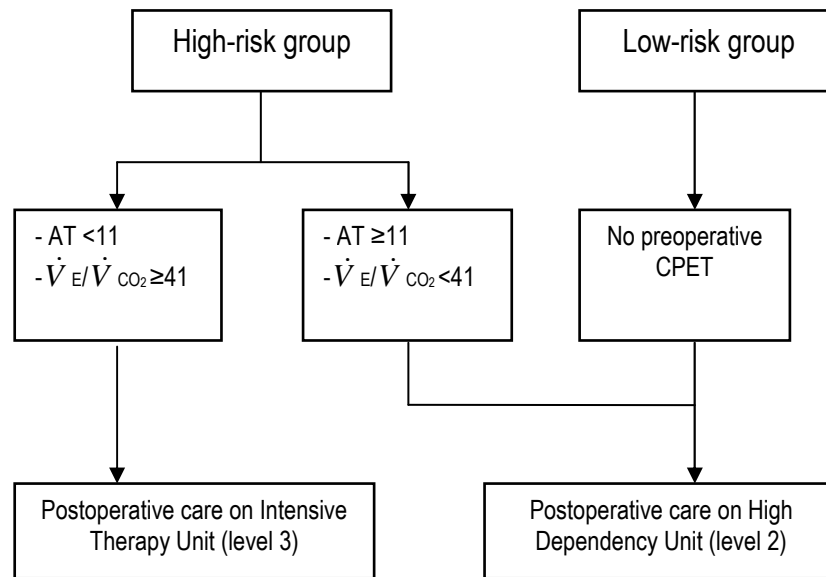 High-risk group
Low-risk group
- AT <11
- V̇ E/ V̇ CO₂ ≥41
- AT ≥11
- V̇ E/ V̇ CO₂ <41
No preoperative
CPET
Postoperative care on Intensive
Therapy Unit (level 3)
Postoperative care on High
Dependency Unit (level 2)